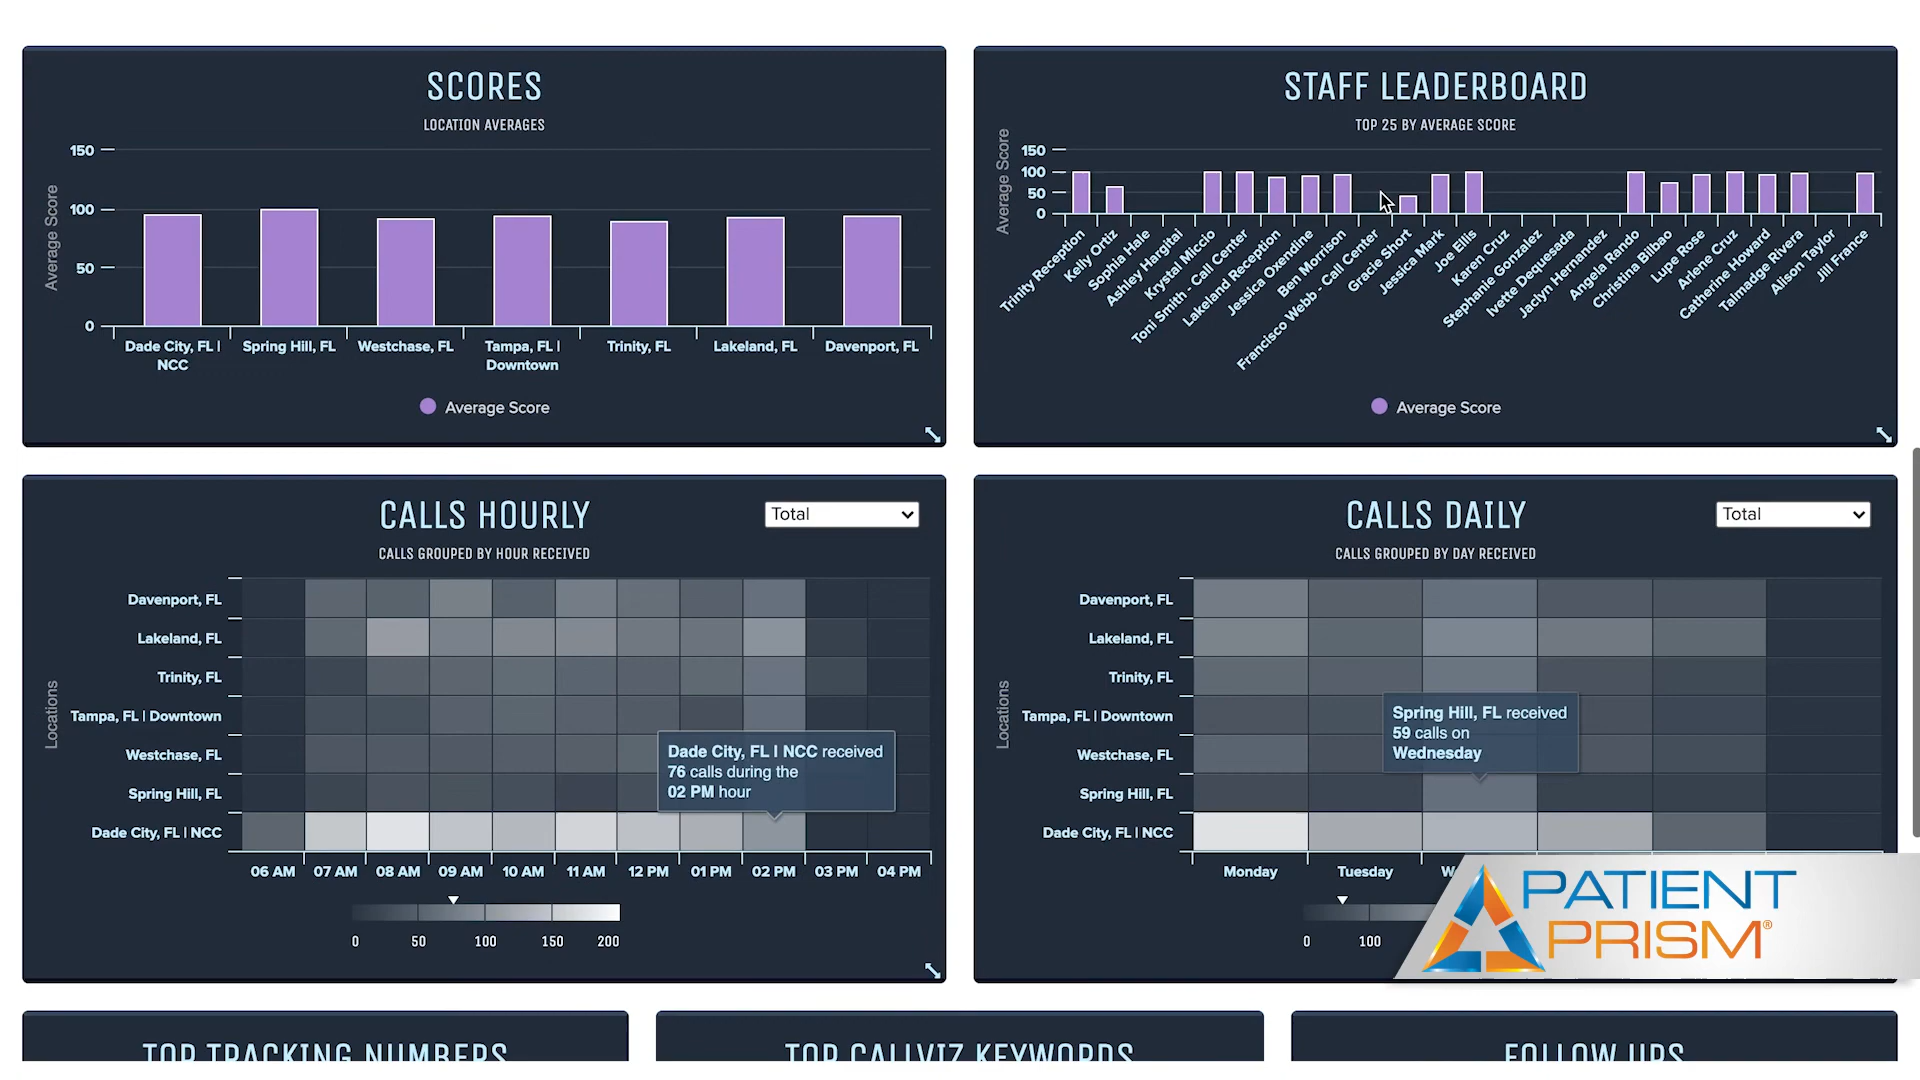 SCORES
LOCATION AVERAGES
Average Score
150
100
50
0
Dade City, FL |
NCC
Spring Hill, FL
Westchase, FL
Tampa, FL |
Downtown
Trinity, FL
Lakeland, FL
Davenport, FL
Average Score
STAFF LEADERBOARD
TOP 25 BY AVERAGE SCORE
Average Score
150
100
50
0
Trinity Reception
Kelly Ortiz
Sophia Hale
Ashley Hargitai
Krystal Miccio
Toni Smith - Call Center
Lakeland Reception
Jessica Oxendine
Ben Morrison
Francisco Webb - Call Center
Gracie Short
Jessica Mark
Joe Ellis
Karen Cruz
Stephanie Gonzalez
Ivette Dequesada
Jaclyn Hernandez
Angela Rando
Christina Bilbao
Lupe Rose
Arlene Cruz
Catherine Howard
Talmadge Rivera
Alison Taylor
Jill France
Average Score
CALLS HOURLY
Total
CALLS GROUPED BY HOUR RECEIVED
Locations
Davenport, FL
Lakeland, FL
Trinity, FL
Tampa, FL | Downtown
Westchase, FL
Spring Hill, FL
Dade City, FL | NCC
Dade City, FL | NCC received
76 calls during the
02 PM hour
06 AM
07 AM
08 AM
09 AM
10 AM
11 AM
12 PM
01 PM
02 PM
03 PM
04 PM
0
50
100
150
200
CALLS DAILY
Total
CALLS GROUPED BY DAY RECEIVED
Locations
Davenport, FL
Lakeland, FL
Trinity, FL
Tampa, FL | Downtown
Westchase, FL
Spring Hill, FL
Dade City, FL | NCC
Spring Hill, FL received
59 calls on
Wednesday
Monday
Tuesday
W
0
100
PATIENT
PRISM®
TOP TRACKING NUMBERS
TOP CALLVIZ KEYWORDS
FOLLOW UPS